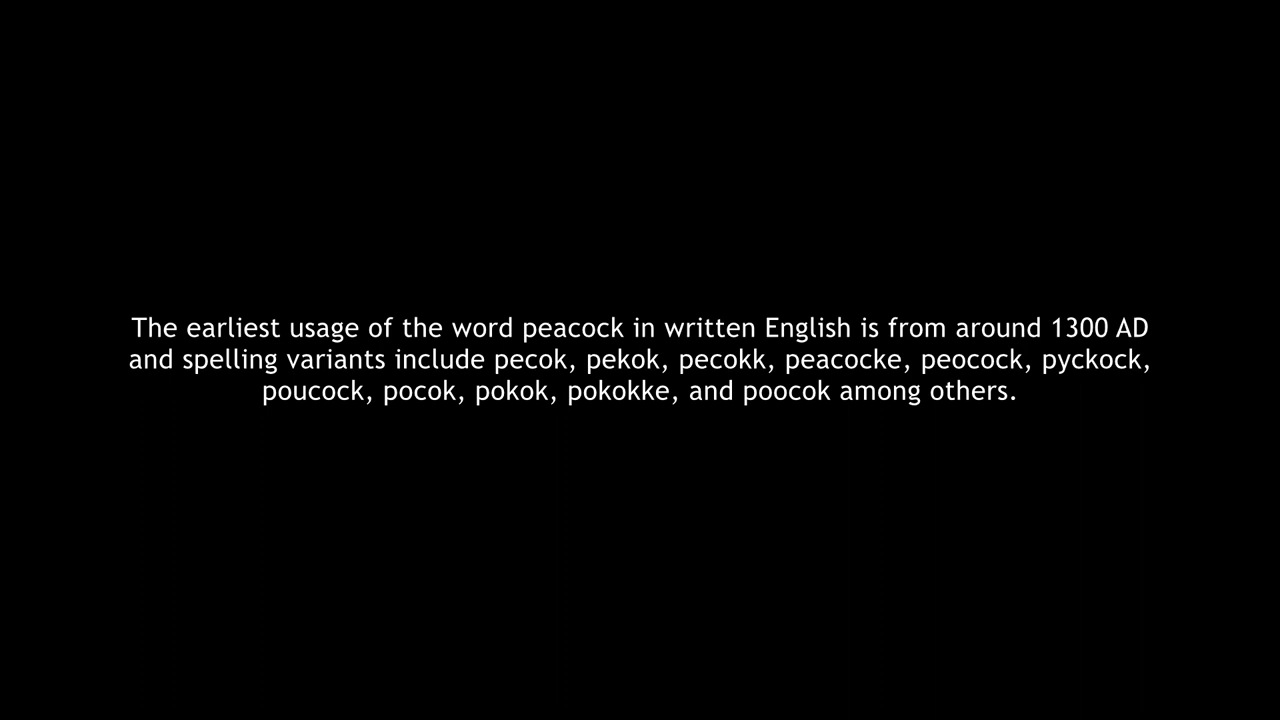 The earliest usage of the word peacock in written English is from around 1300 AD
and spelling variants include pecok, pekok, pecokk, peacocke, peocock, pyckock,
poucock, pocok, pokok, pokokke, and poocok among others.